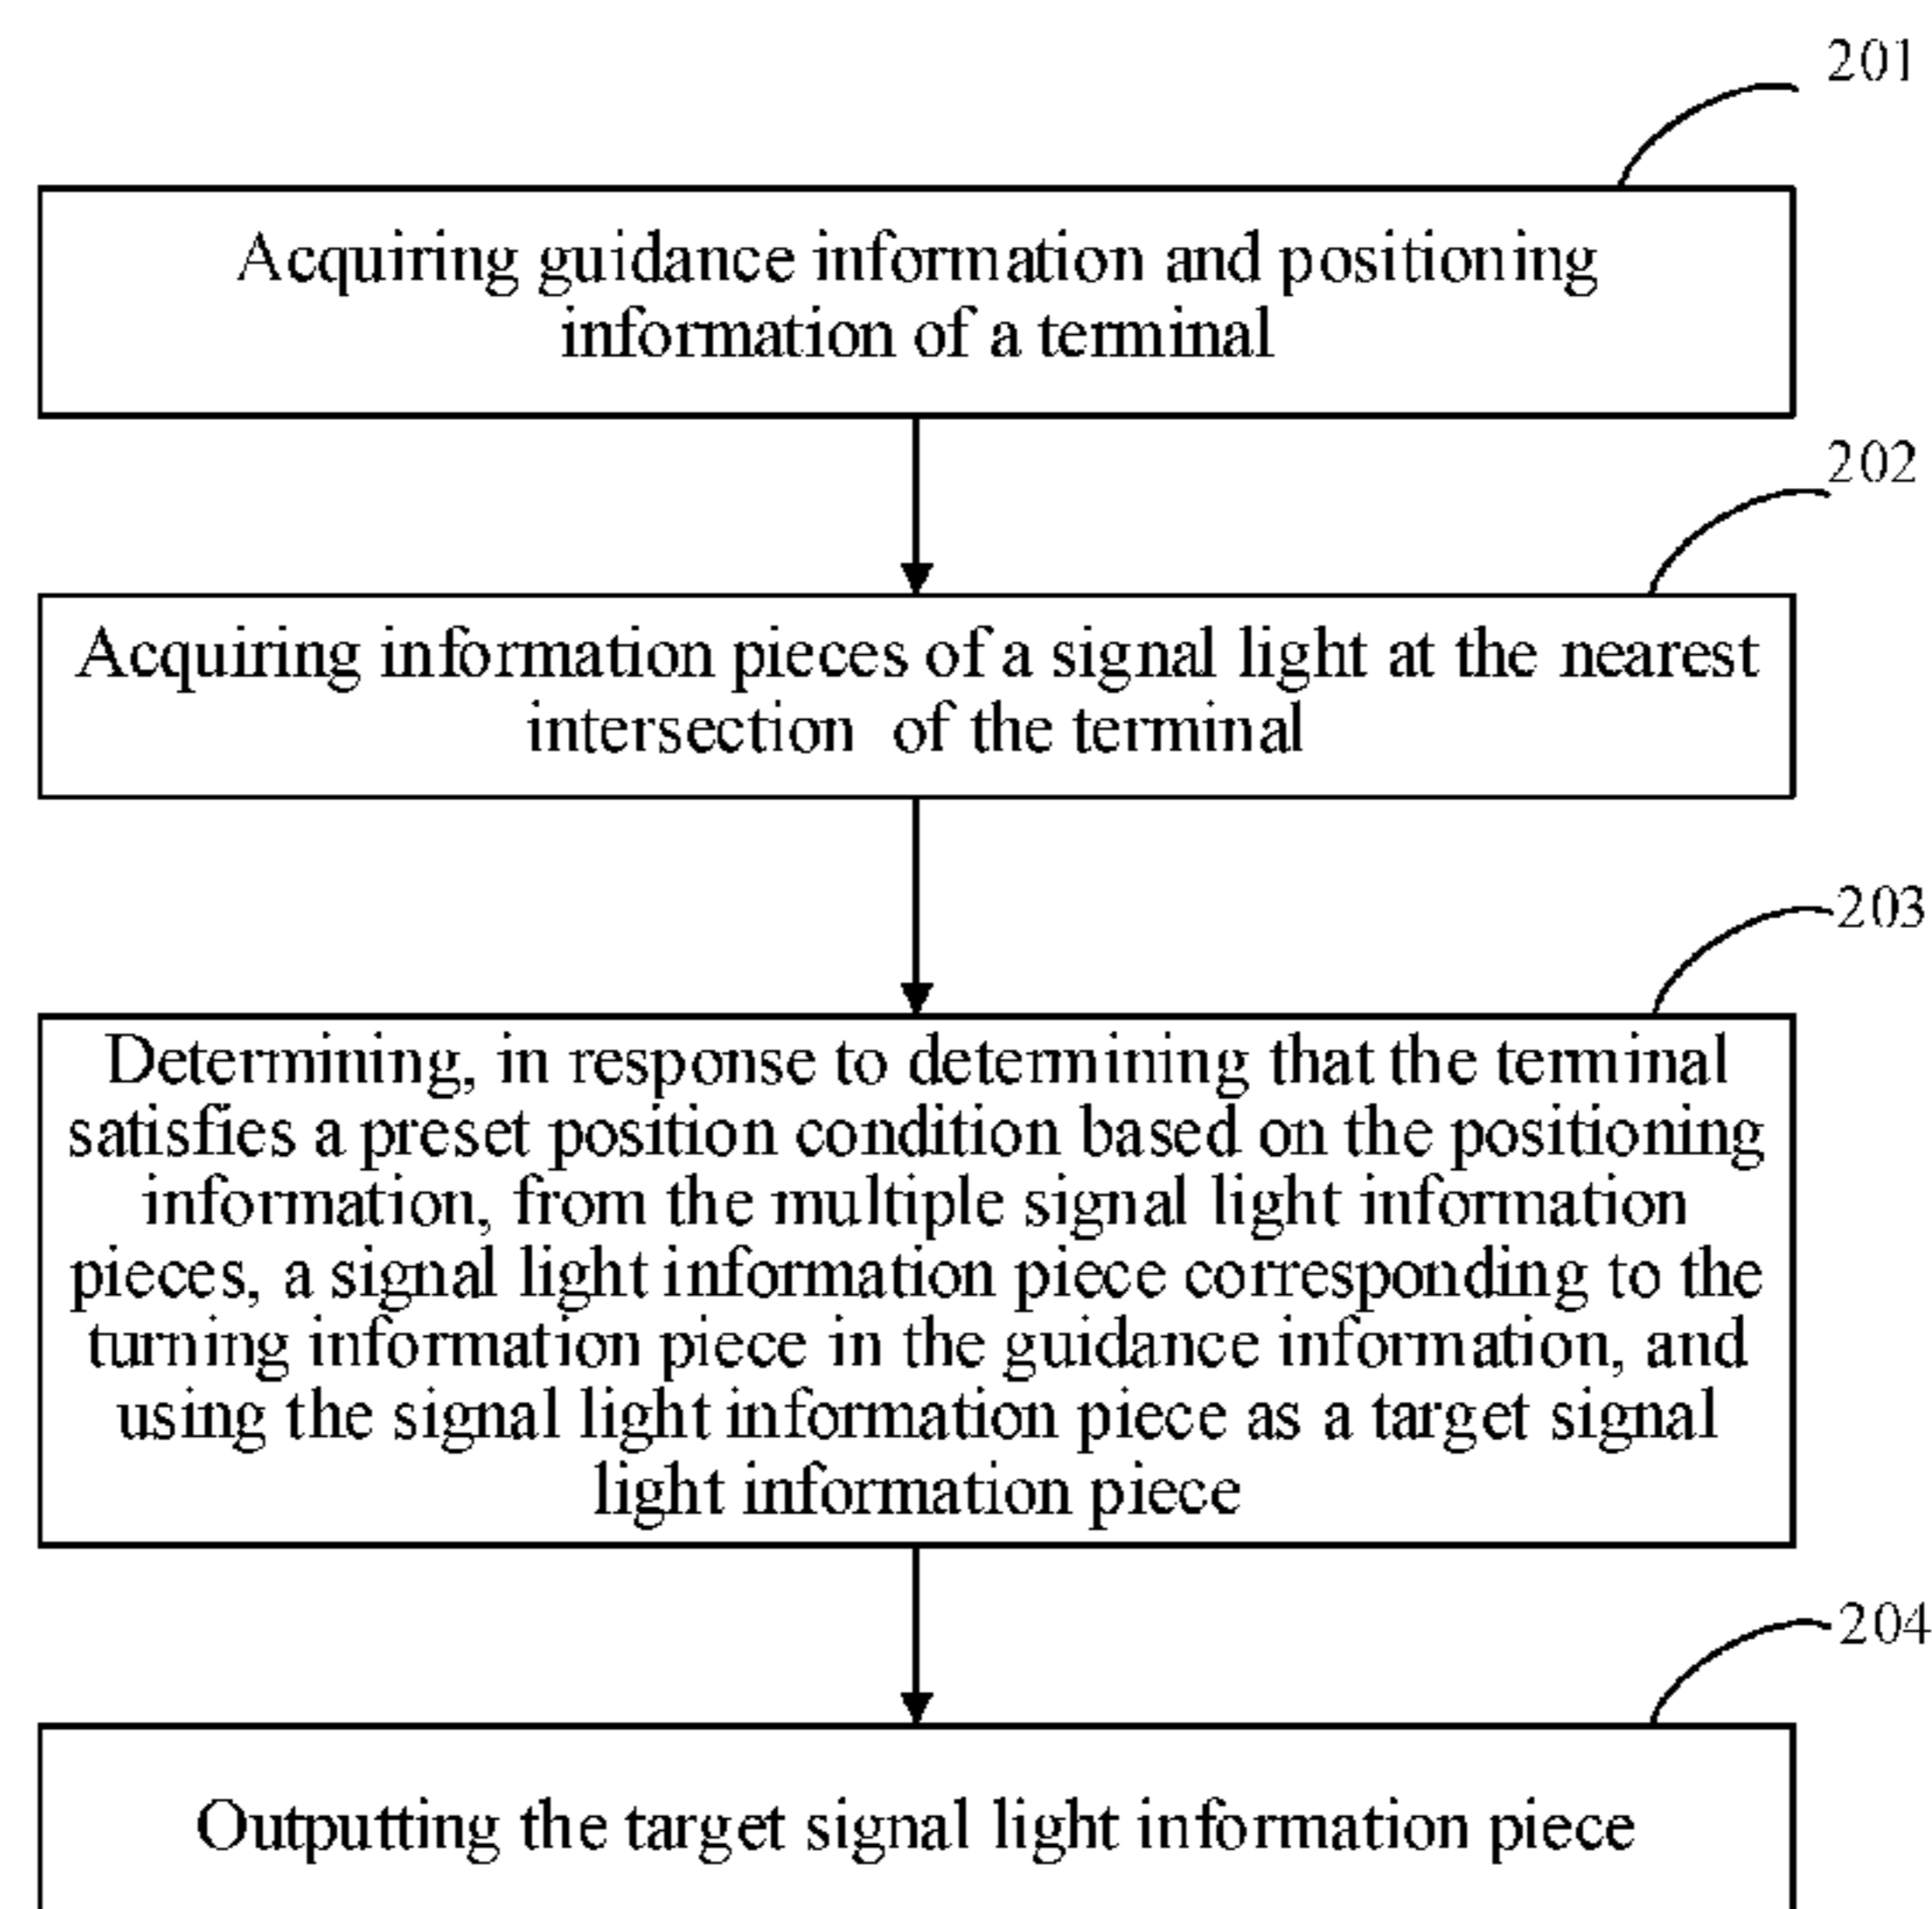 201
Acquiring guidance information and positioning
information of a terminal
202
Acquiring information pieces of a signal light at the nearest
intersection of the terminal
203
Determining, in response to determining that the terminal
satisfies a preset position condition based on the positioning
information, from the multiple signal light information
pieces, a signal light information piece corresponding to the
turning information piece in the guidance information, and
using the signal light information piece as a target signal
light information piece
204
Outputting the target signal light information piece